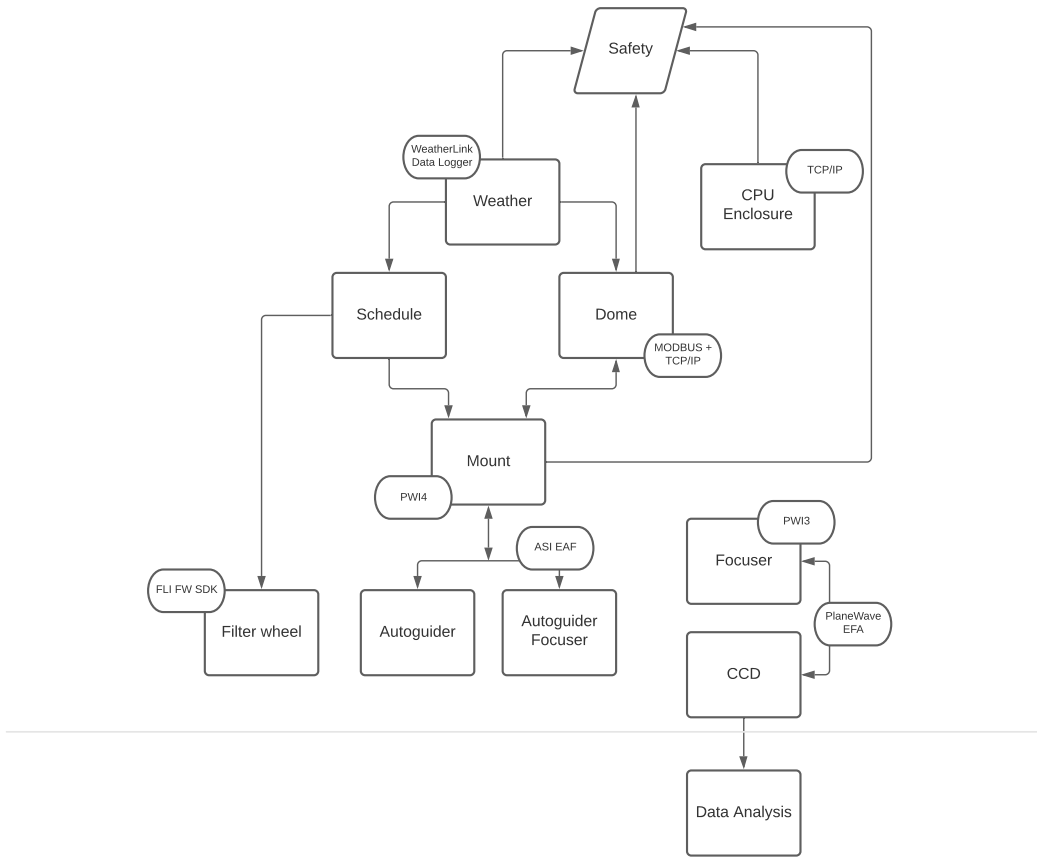 Safety
WeatherLink
Data Logger
Weather
TCP/IP
CPU
Enclosure
Schedule
Dome
MODBUS +
TCP/IP
Mount
PWI4
PWI3
Focuser
ASI EAF
FLI FW SDK
Filter wheel
Autoguider
Autoguider
Focuser
PlaneWave
EFA
CCD
Data Analysis